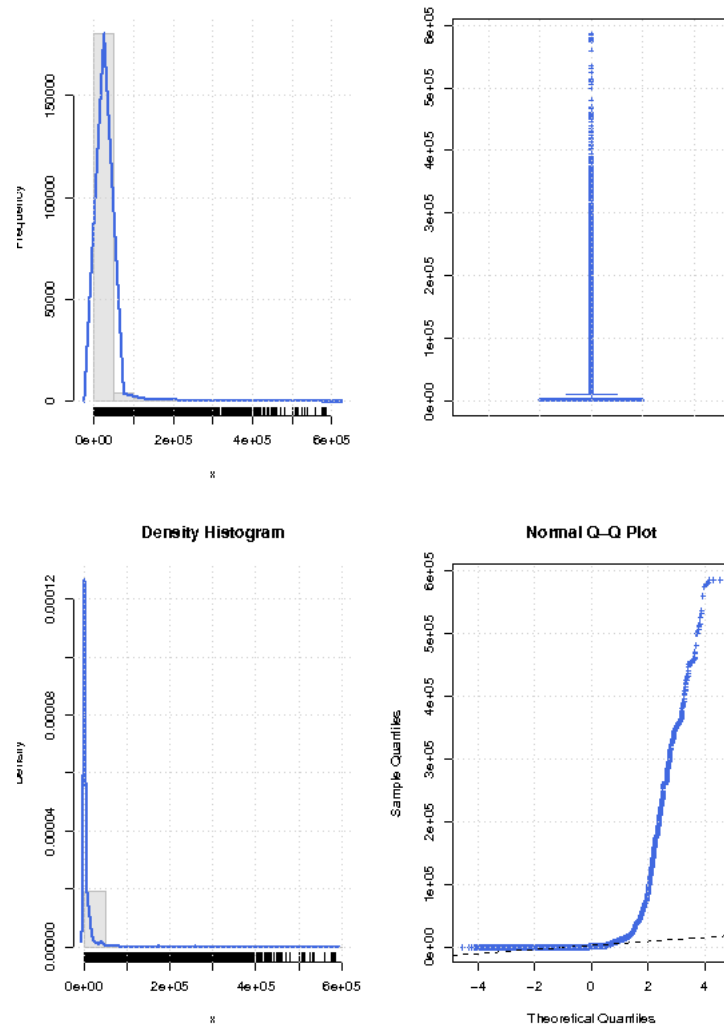 Frequency
0 50000 100000 150000
0e+00 2e+05 4e+05 6e+05
x
0e+00 1e+05 2e+05 3e+05 4e+05 5e+05 6e+05
Density Histogram
Density
0.00000 0.00004 0.00008 0.00012
0e+00 2e+05 4e+05 6e+05
x
Normal Q–Q Plot
Sample Quantiles
0e+00 1e+05 2e+05 3e+05 4e+05 5e+05 6e+05
-4 -2 0 2 4
Theoretical Quantiles